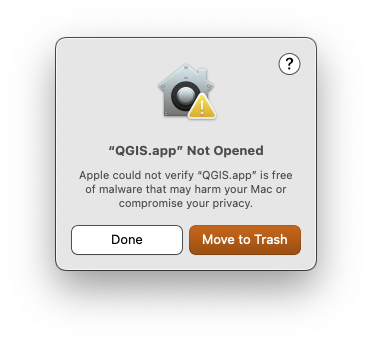 ?
“QGIS.app” Not Opened
Apple could not verify “QGIS.app” is free
of malware that may harm your Mac or
compromise your privacy.
Done
Move to Trash